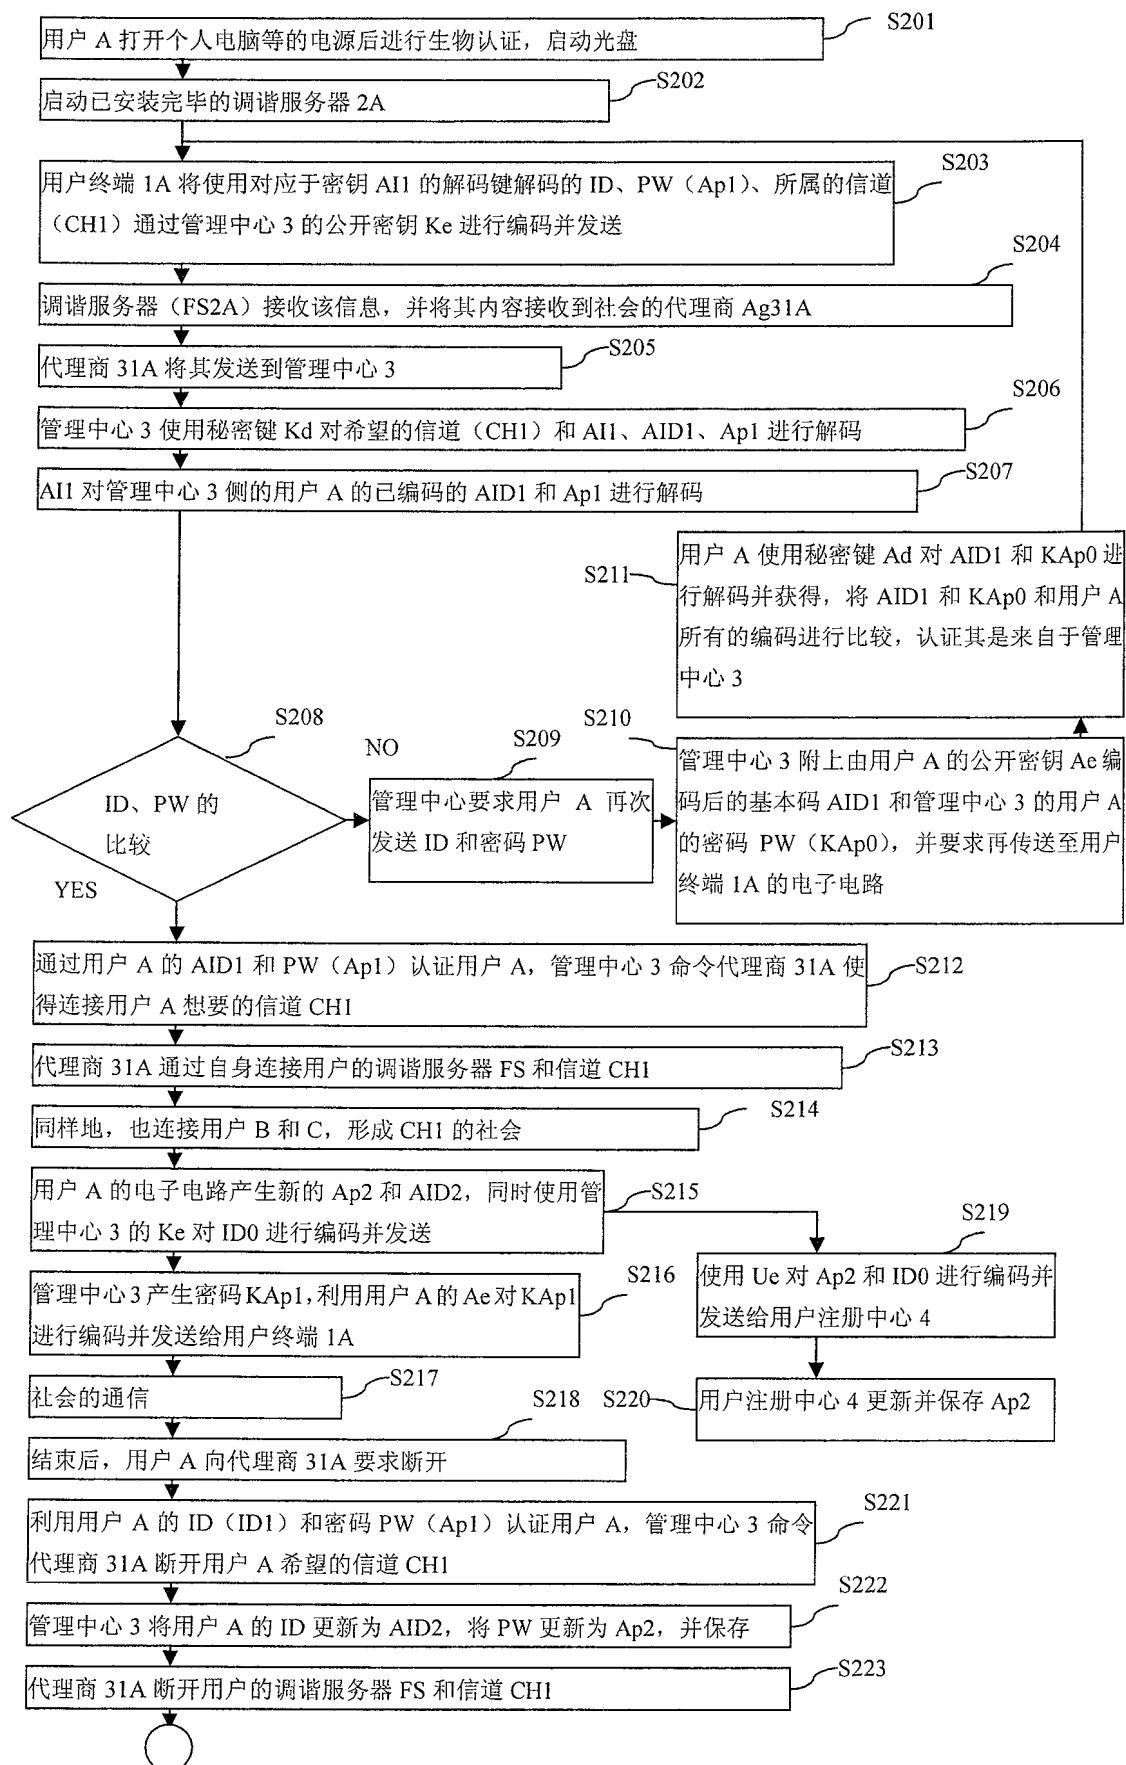 S201
用户 A 打开个人电脑等的电源后进行生物认证，启动光盘
S202
启动已安装完毕的调谐服务器 2A
S203
用户终端 1A 将使用对应于密钥 AI1 的解码键解码的 ID、PW（Ap1）、所属的信道
（CH1）通过管理中心 3 的公开密钥 Ke 进行编码并发送
S204
调谐服务器（FS2A）接收该信息，并将其内容接收到社会的代理商 Ag31A
S205
代理商 31A 将其发送到管理中心 3
S206
管理中心 3 使用秘密键 Kd 对希望的信道（CH1）和 AI1、AID1、Ap1 进行解码
S207
AI1 对管理中心 3 侧的用户 A 的已编码的 AID1 和 Ap1 进行解码
S211
用户 A 使用秘密键 Ad 对 AID1 和 KAp0 进
行解码并获得，将 AID1 和 KAp0 和用户 A
所有的编码进行比较，认证其是来自于管理
中心 3
S208
ID、PW 的
比较
NO
YES
S209
管理中心要求用户 A 再次
发送 ID 和密码 PW
S210
管理中心 3 附上由用户 A 的公开密钥 Ae 编
码后的基本码 AID1 和管理中心 3 的用户 A
的密码 PW（KAp0），并要求再传送至用户
终端 1A 的电子电路
S212
通过用户 A 的 AID1 和 PW（Ap1）认证用户 A，管理中心 3 命令代理商 31A 使
得连接用户 A 想要的信道 CH1
S213
代理商 31A 通过自身连接用户的调谐服务器 FS 和信道 CH1
S214
同样地，也连接用户 B 和 C，形成 CH1 的社会
S215
用户 A 的电子电路产生新的 Ap2 和 AID2，同时使用管
理中心 3 的 Ke 对 ID0 进行编码并发送
S219
使用 Ue 对 Ap2 和 ID0 进行编码并
发送给用户注册中心 4
S216
管理中心 3 产生密码 KAp1，利用用户 A 的 Ae 对 KAp1
进行编码并发送给用户终端 1A
S217
社会的通信
S220
用户注册中心 4 更新并保存 Ap2
S218
结束后，用户 A 向代理商 31A 要求断开
S221
利用用户 A 的 ID（ID1）和密码 PW（Ap1）认证用户 A，管理中心 3 命令
代理商 31A 断开用户 A 希望的信道 CH1
S222
管理中心 3 将用户 A 的 ID 更新为 AID2，将 PW 更新为 Ap2，并保存
S223
代理商 31A 断开用户的调谐服务器 FS 和信道 CH1